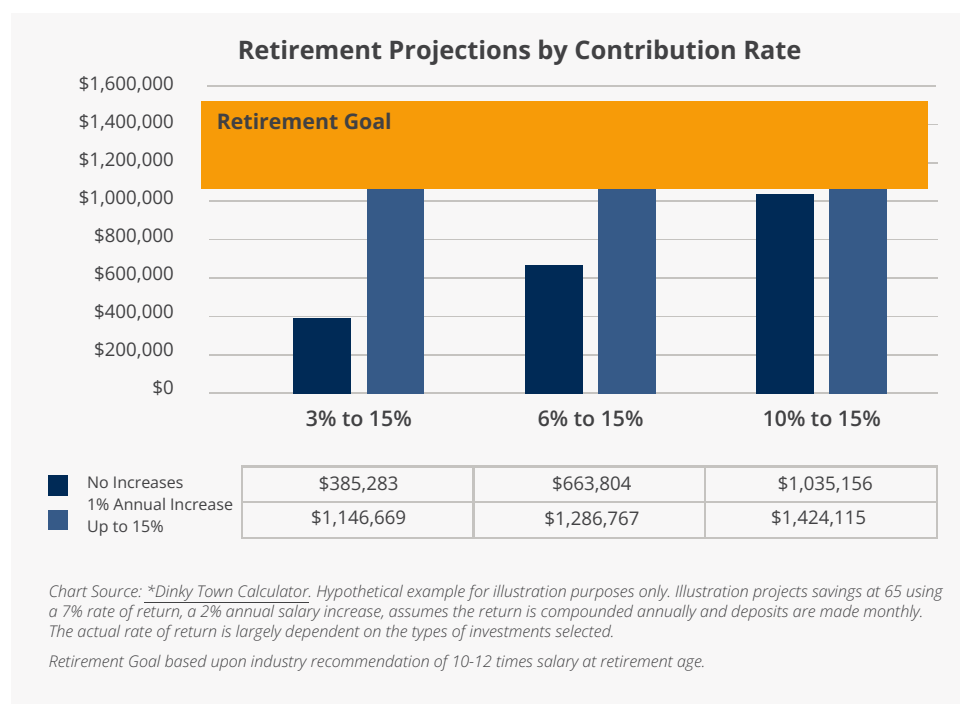 Retirement Projections by Contribution Rate
$1,600,000
$1,400,000
Retirement Goal
$1,200,000
$1,000,000
$800,000
$600,000
$400,000
$200,000
$0
3% to 15% 6% to 15% 10% to 15%
No Increases $385,283 $663,804 $1,035,156
1% Annual Increase
Up to 15% $1,146,669 $1,286,767 $1,424,115
Chart Source: *Dinky Town Calculator. Hypothetical example for illustration purposes only. Illustration projects savings at 65 using
a 7% rate of return, a 2% annual salary increase, assumes the return is compounded annually and deposits are made monthly.
The actual rate of return is largely dependent on the types of investments selected.
Retirement Goal based upon industry recommendation of 10-12 times salary at retirement age.